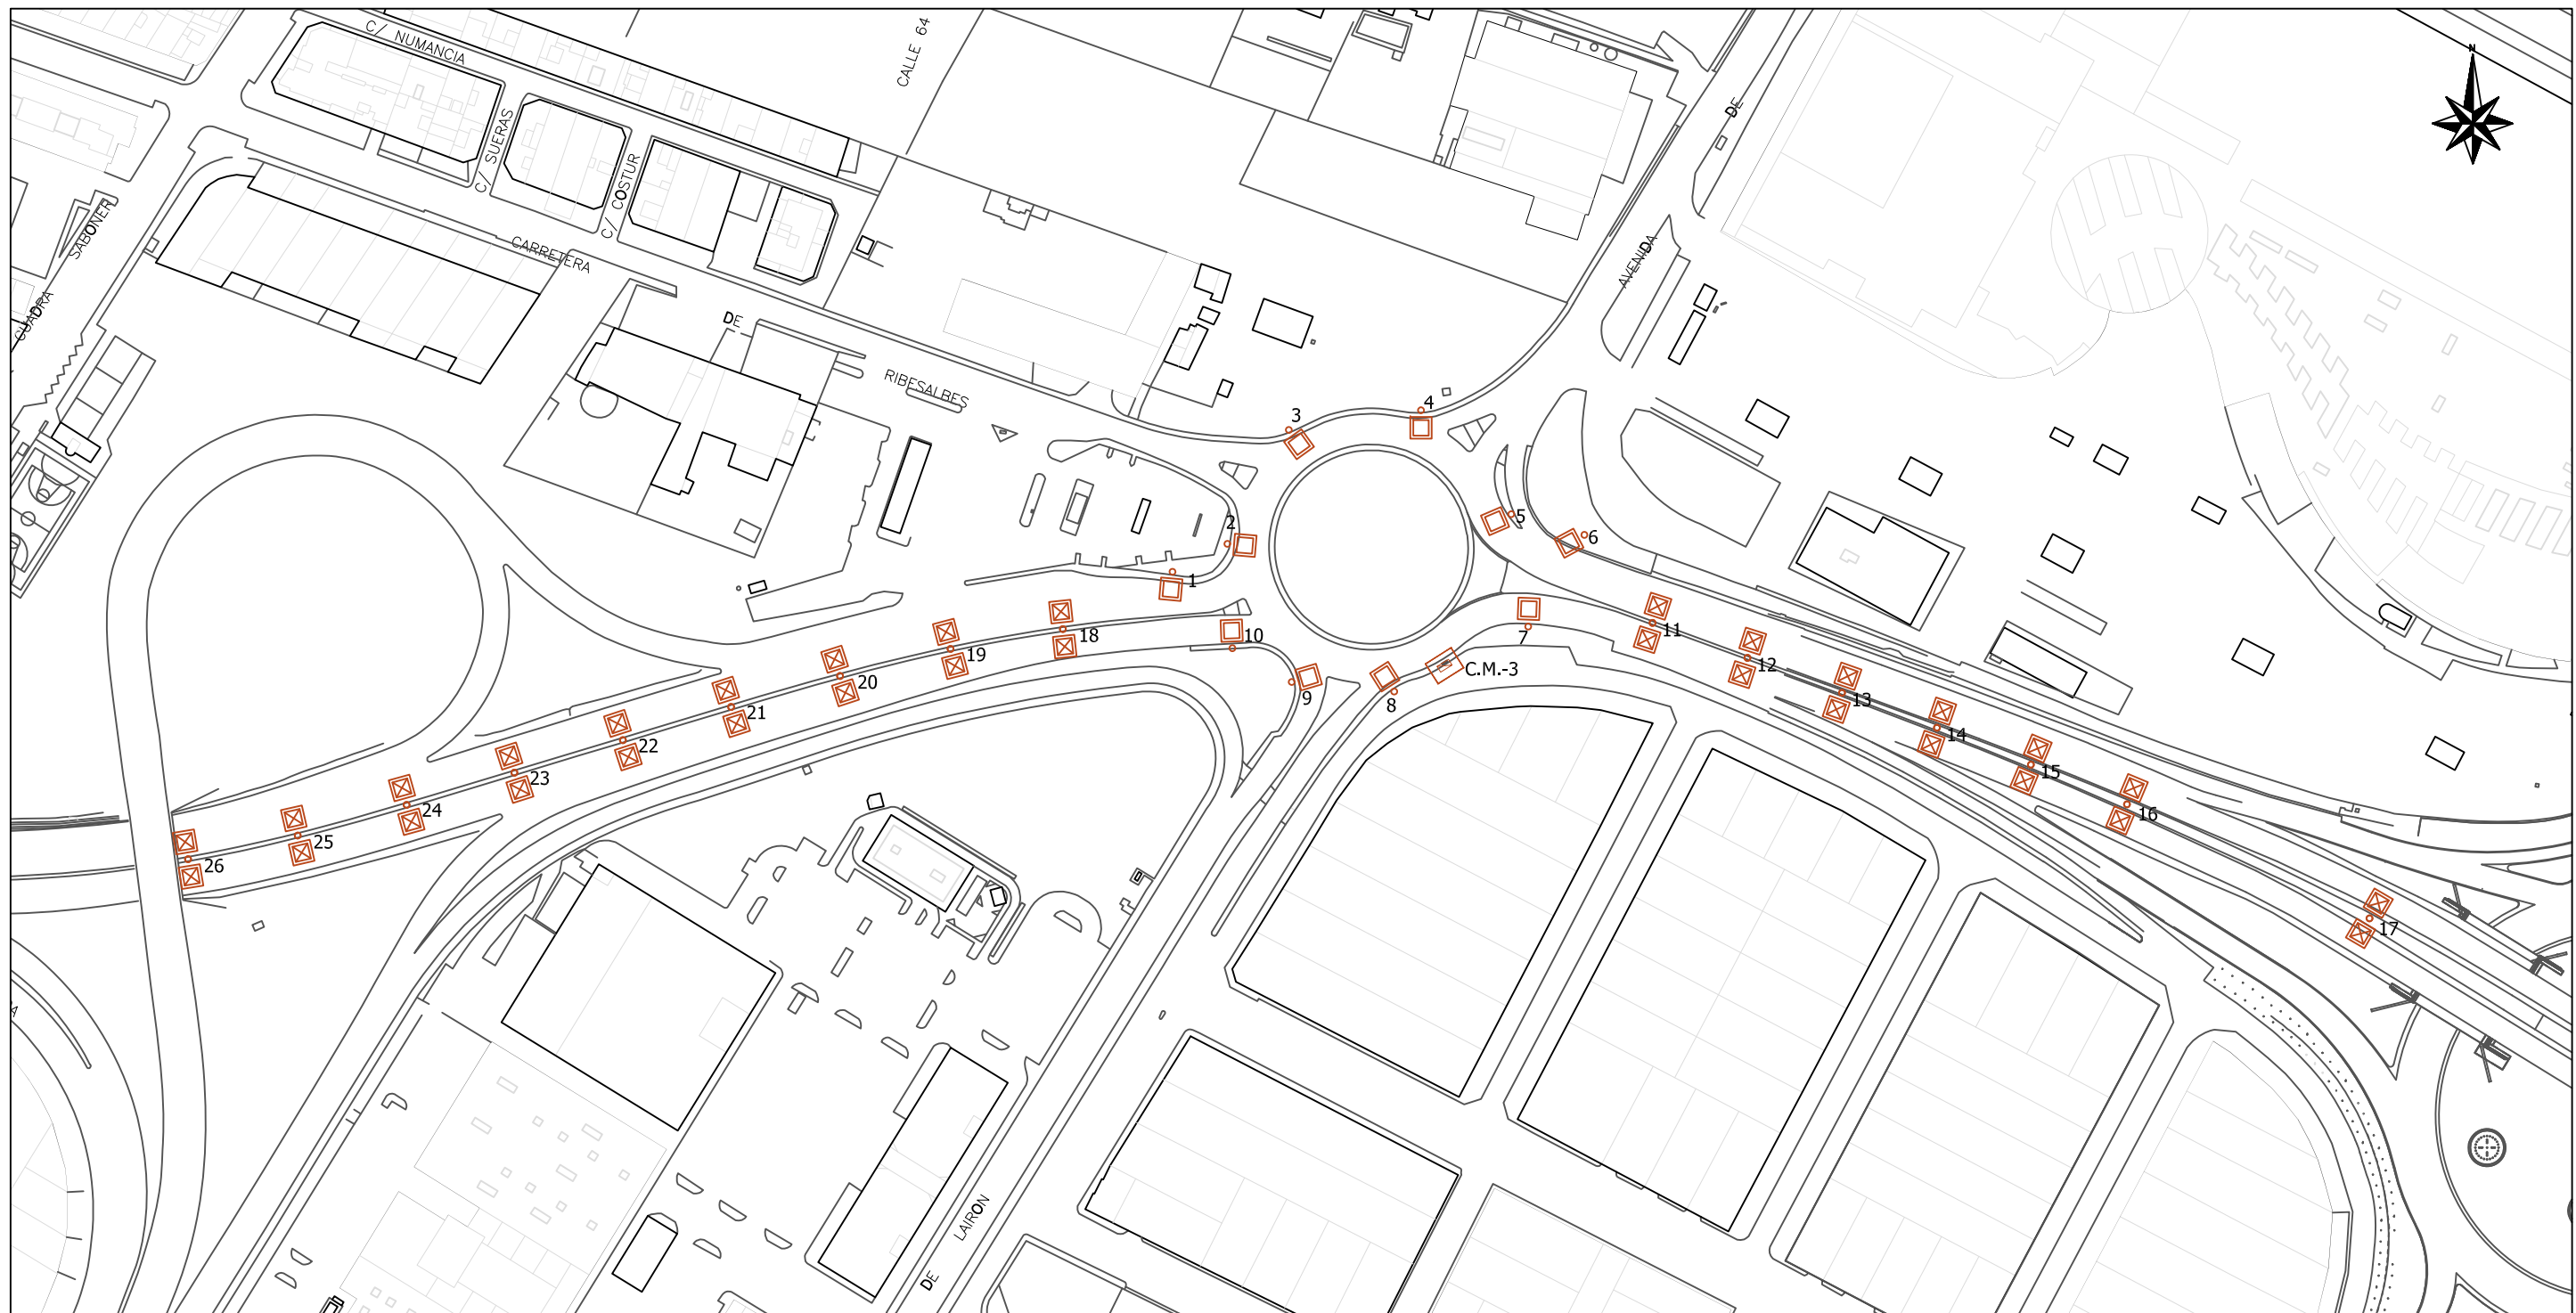 C/ NUMANCIA
CALLE 64
N
C/ SUERAS
C/ COSTUR
DE
SABONER
CARRETERA
AVENIDA
CUADRA
DE
RIBESALBES
3
4
2
5
6
1
7
11
18
10
12
19
C.M.-3
9
8
20
13
21
14
22
15
23
16
24
25
26
17
LAIRON
DE